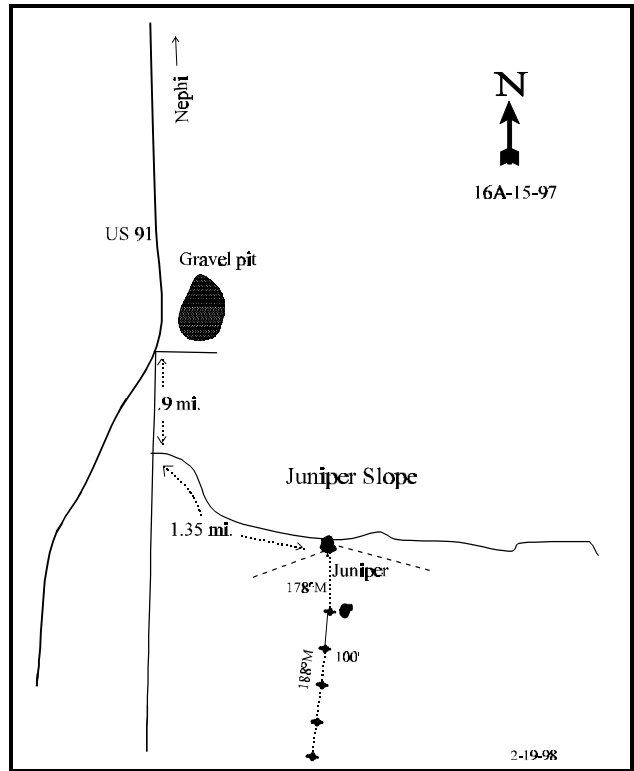 Nephi
N
16A-15-97
US 91
Gravel pit
.9 mi.
Juniper Slope
1.35 mi.
Juniper
178°M
100'
188°M
2-19-98